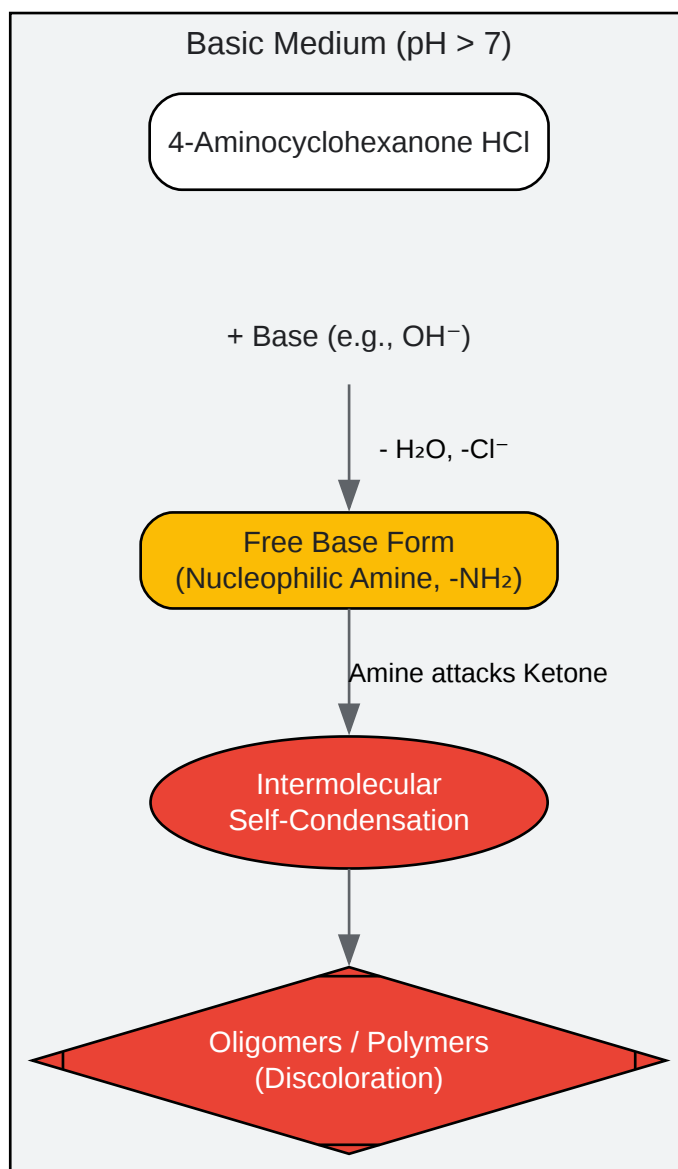 Basic Medium (pH > 7)
4-Aminocyclohexanone HCl
+ Base (e.g., OH⁻)
- H₂O, -Cl⁻
Free Base Form
(Nucleophilic Amine, -NH₂)
Amine attacks Ketone
Intermolecular
Self-Condensation
Oligomers / Polymers
(Discoloration)